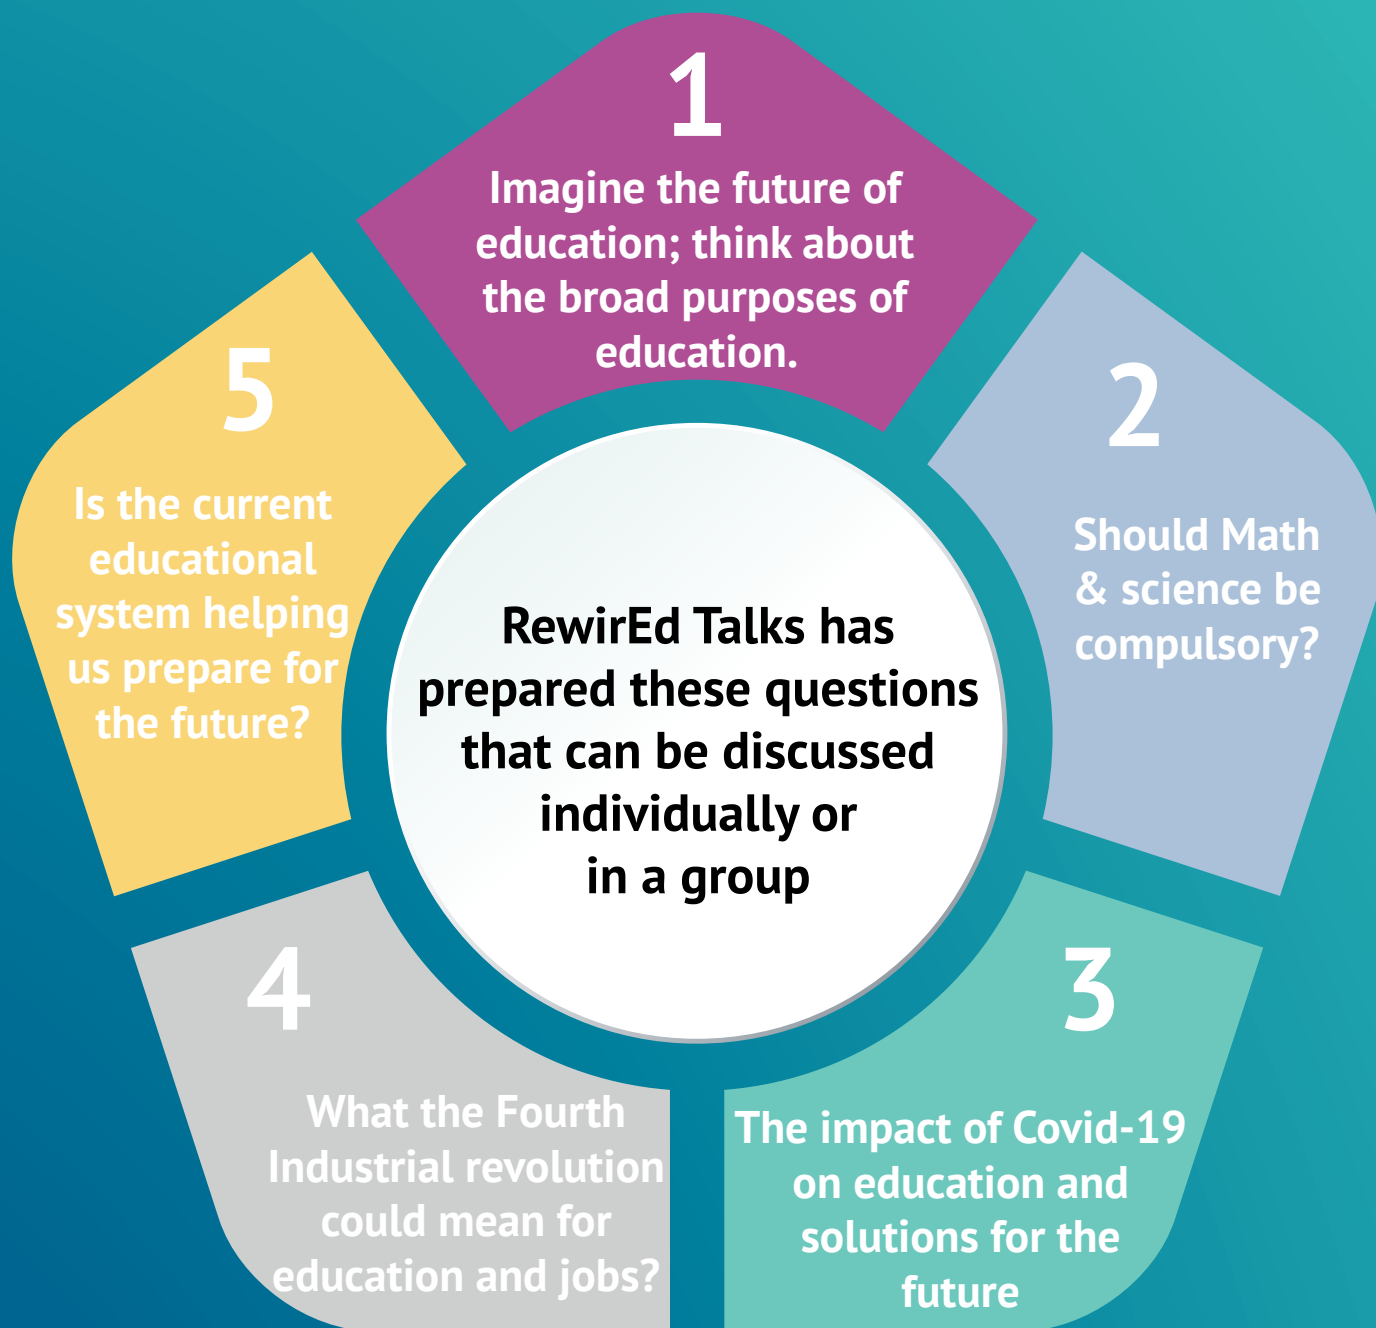 1
Imagine the future of
education; think about
the broad purposes of
education.
2
Should Math
& science be
compulsory?
3
The impact of Covid-19
on education and
solutions for the
future
4
What the Fourth
Industrial revolution
could mean for
education and jobs?
5
Is the current
educational
system helping
us prepare for
the future?
RewirEd Talks has
prepared these questions
that can be discussed
individually or
in a group